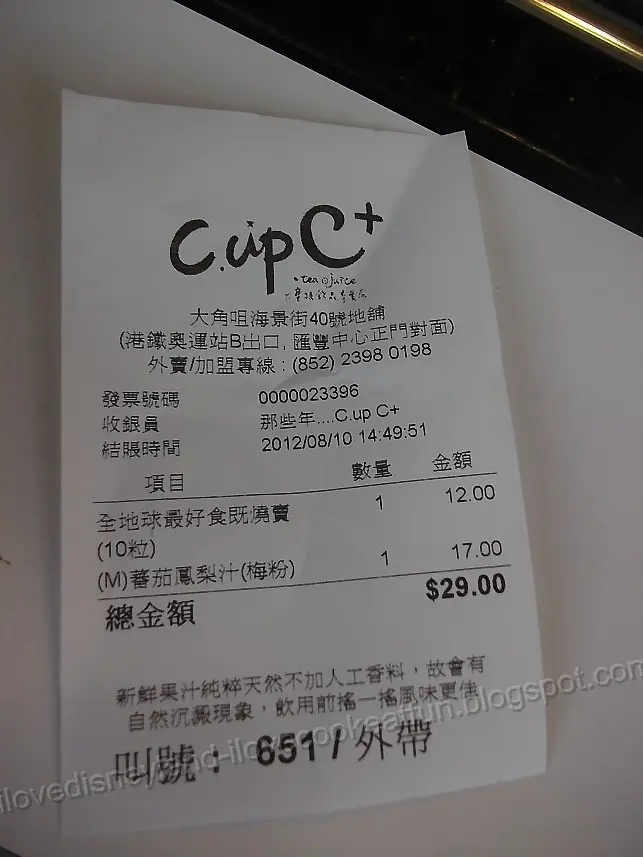 C.up C+
tea juice
大角咀海景街40號地舖
(港鐵奧運站B出口, 匯豐中心正門對面)
外賣/加盟專線 : (852) 2398 0198
發票號碼 0000023396
收銀員 那些年....C.up C+
結賬時間 2012/08/10 14:49:51
項目 數量 金額
全地球最好食既燒賣 1 12.00
(10粒)
(M)蕃茄鳳梨汁(梅粉) 1 17.00
總金額 $29.00
新鮮果汁純粹天然不加人工香料，故會有
自然沉澱現象，飲用前搖一搖風味更佳
叫號： 651 / 外帶